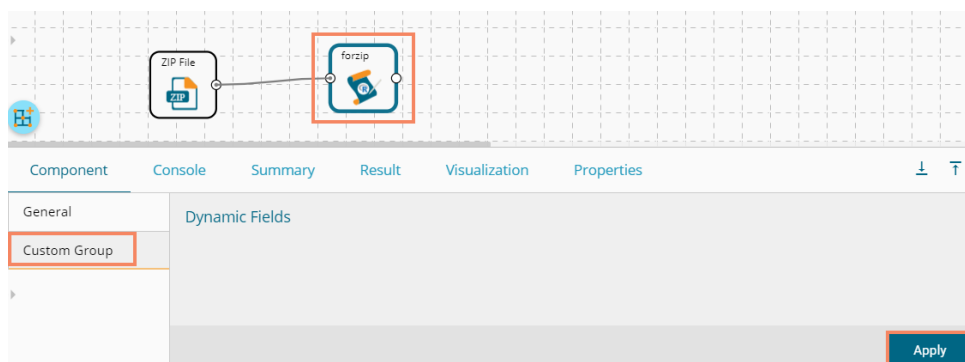 ZIP File
forzip
ZIP
R
Component Console Summary Result Visualization Properties
General
Dynamic Fields
Custom Group
Apply